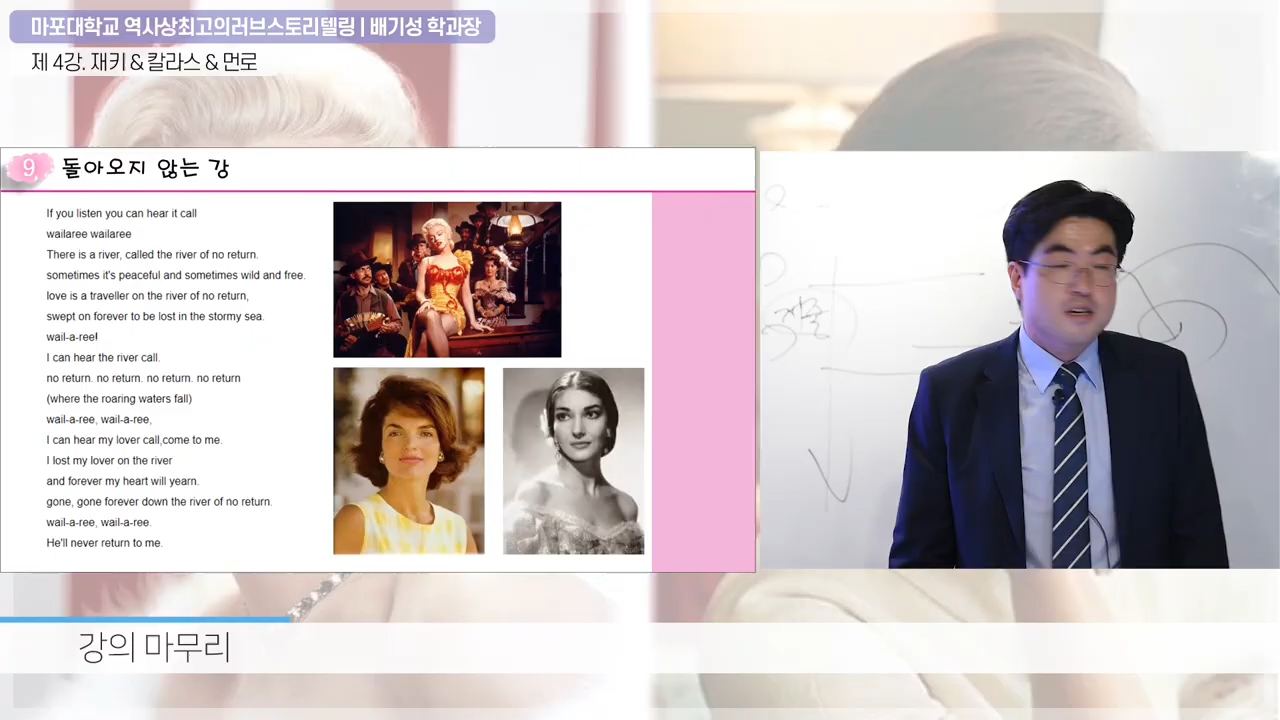 마포대학교 역사상최고의러브스토리텔링 | 배기성 학과장
제 4강. 재키 & 칼라스 & 먼로
9 돌아오지 않는 강
If you listen you can hear it call
wailaree wailaree
There is a river, called the river of no return.
sometimes it's peaceful and sometimes wild and free.
love is a traveller on the river of no return,
swept on forever to be lost in the stormy sea.
wail-a-ree!
I can hear the river call.
no return. no return. no return. no return
(where the roaring waters fall)
wail-a-ree, wail-a-ree,
I can hear my lover call,come to me.
I lost my lover on the river
and forever my heart will yearn.
gone, gone forever down the river of no return.
wail-a-ree, wail-a-ree.
He'll never return to me.
강의 마무리